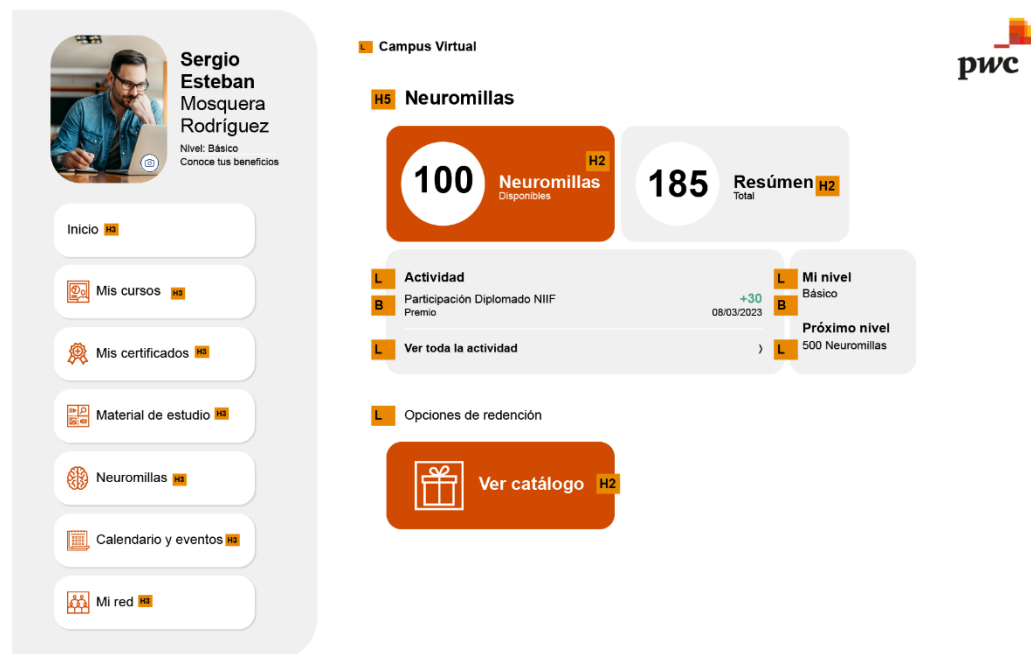 Sergio
Esteban
Mosquera
Rodríguez
Nivel: Básico
Conoce tus beneficios
Inicio H3
Mis cursos H3
Mis certificados H3
Material de estudio H3
Neuromillas H3
Calendario y eventos H3
Mi red H3
L Campus Virtual
pwc
H5 Neuromillas
100
Neuromillas H2
Disponibles
185
Resúmen H2
Total
L Actividad
B Participación Diplomado NIIF +30
Premio 08/03/2023
L Ver toda la actividad 〉
L Mi nivel
B Básico
Próximo nivel
L 500 Neuromillas
L Opciones de redención
Ver catálogo H2